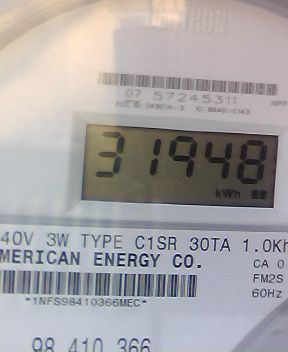 07 57245311
31948
kWh
40V 3W TYPE C1SR 30TA 1.0Kh
MERICAN ENERGY CO.
CA 0
FM2S
60Hz
*1NFS98410366MEC*
98 410 366